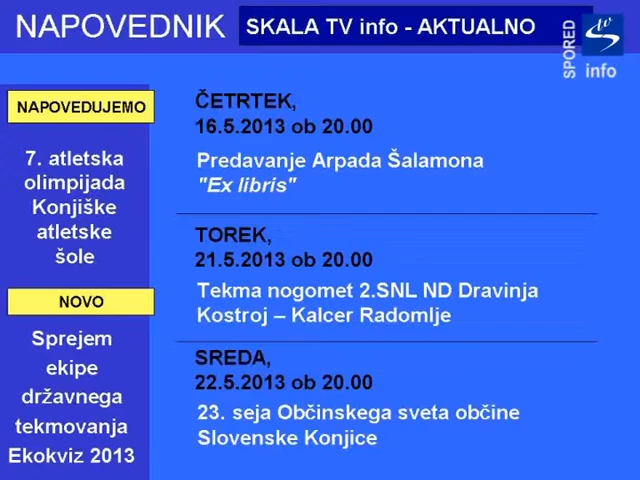 NAPOVEDNIK
SKALA TV info - AKTUALNO
SPORED
tv
S
info
NAPOVEDUJEMO
7. atletska
olimpijada
Konjiške
atletske
šole
NOVO
Sprejem
ekipe
državnega
tekmovanja
Ekokviz 2013
ČETRTEK,
16.5.2013 ob 20.00
Predavanje Arpada Šalamona
"Ex libris"
TOREK,
21.5.2013 ob 20.00
Tekma nogomet 2.SNL ND Dravinja
Kostroj – Kalcer Radomlje
SREDA,
22.5.2013 ob 20.00
23. seja Občinskega sveta občine
Slovenske Konjice